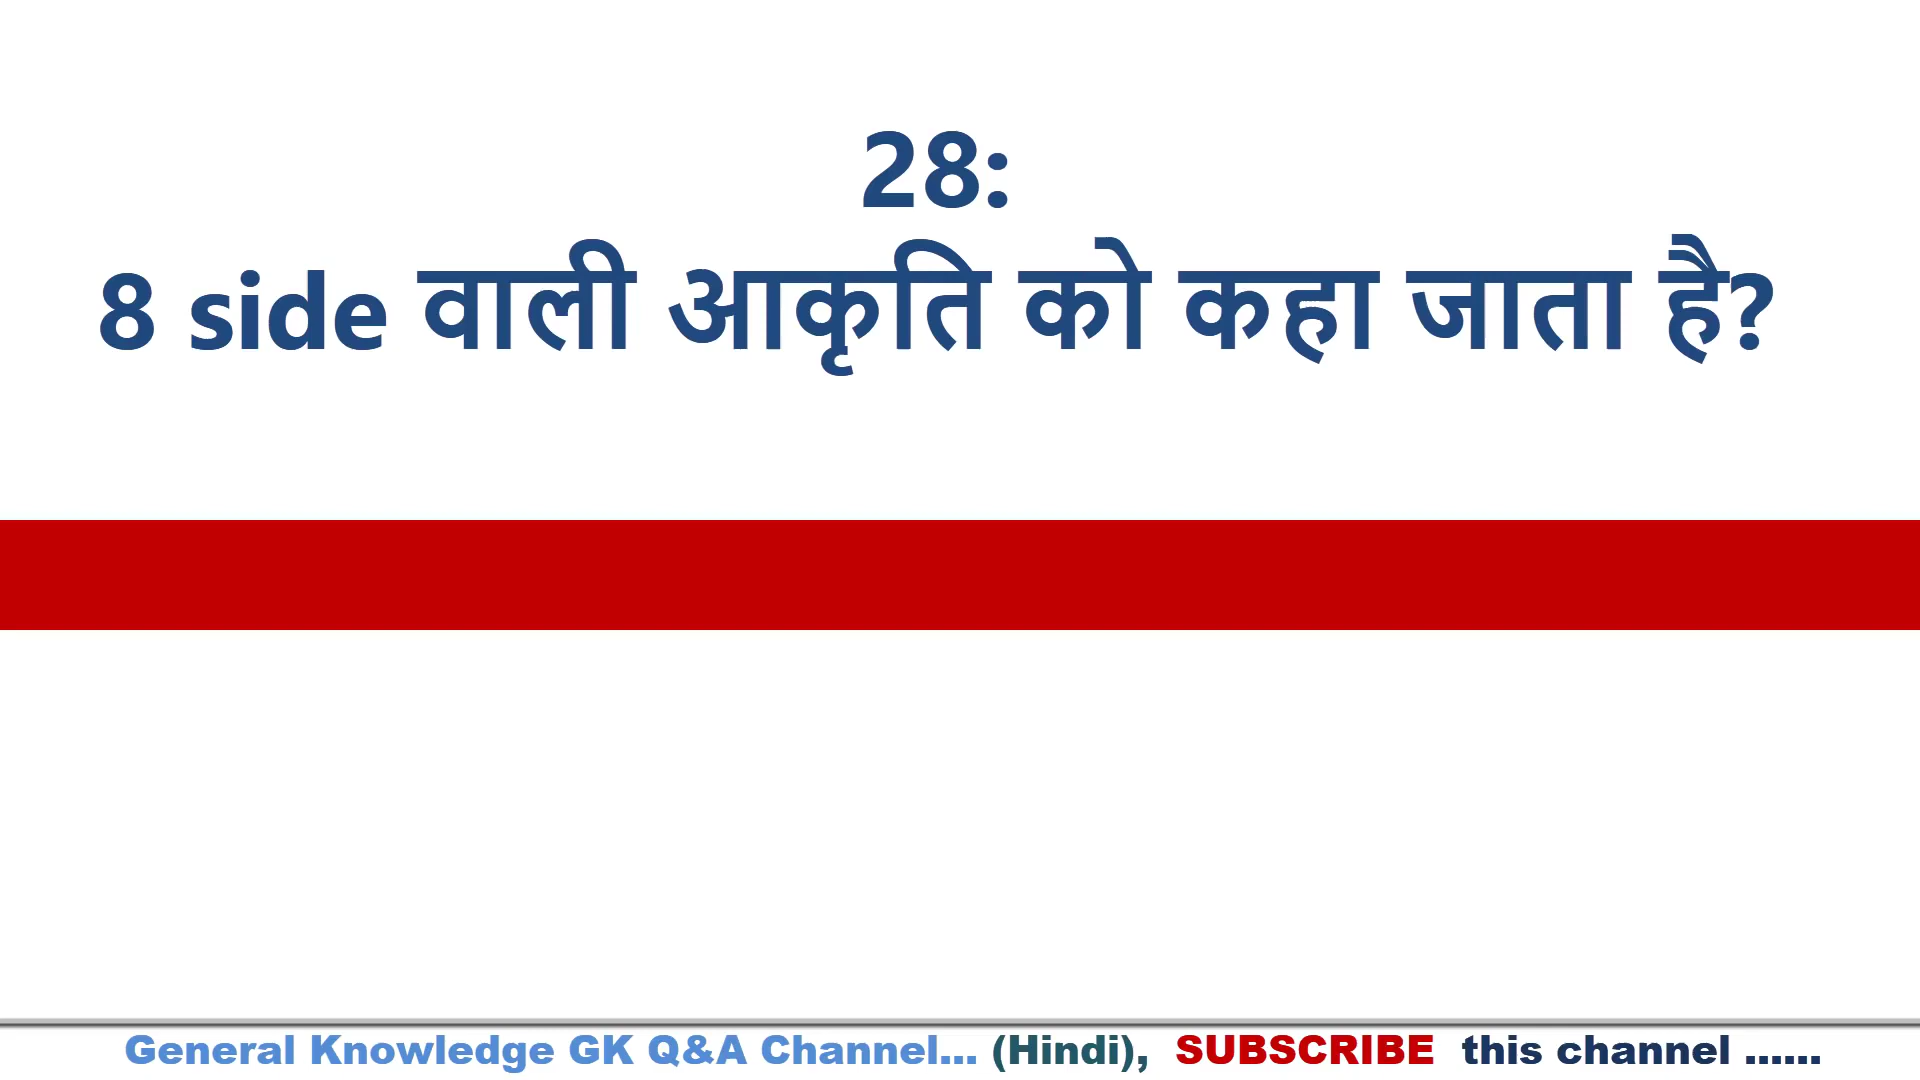 28:
8 side वाली आकृति को कहा जाता है?
General Knowledge GK Q&A Channel... (Hindi), SUBSCRIBE this channel ......